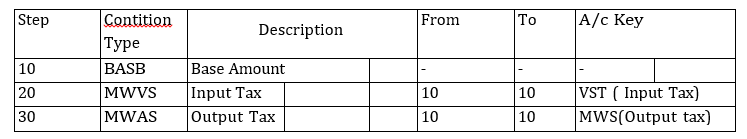 Step Contition Type Description From To A/c Key
10 BASB Base Amount - - -
20 MWVS Input Tax 10 10 VST ( Input Tax)
30 MWAS Output Tax 10 10 MWS(Output tax)